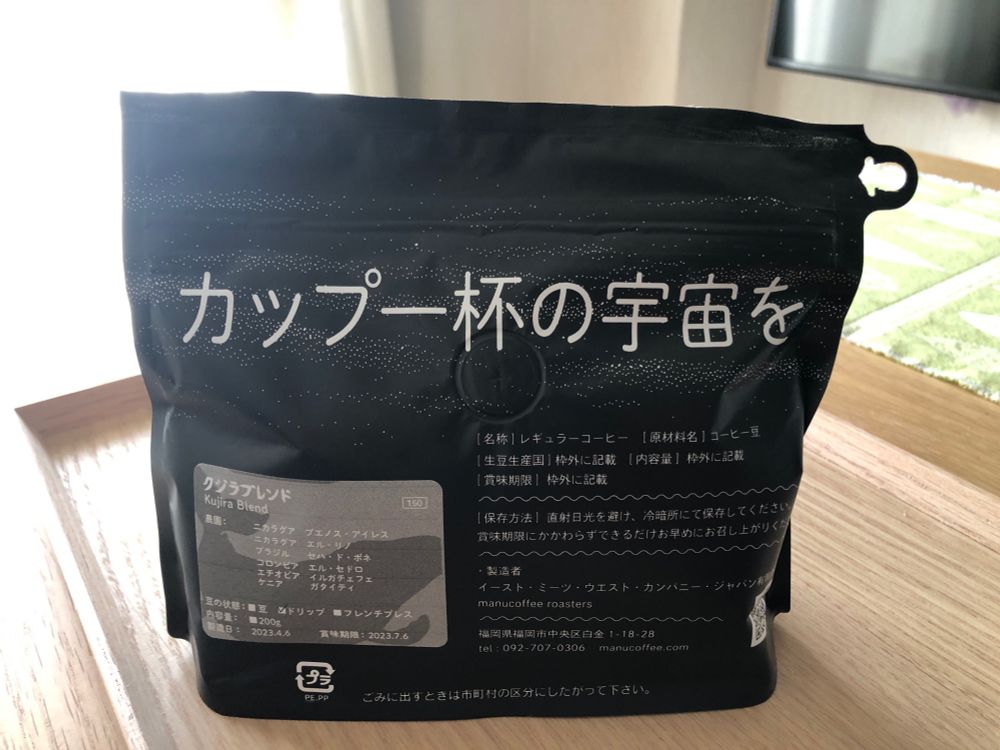 カップ一杯の宇宙を
[名称] レギュラーコーヒー [原材料名] コーヒー豆
[生豆生産国] 枠外に記載 [内容量] 枠外に記載
[賞味期限] 枠外に記載
[保存方法] 直射日光を避け、冷暗所にて保存してください
賞味期限にかかわらずできるだけお早めにお召し上がりくだ
・製造者
イースト・ミーツ・ウエスト・カンパニー・ジャパン有
manucoffee roasters
福岡県福岡市中央区白金 1-18-28
tel : 092-707-0306 manucoffee.com
クジラブレンド
Kujira Blend
150
農園:
ニカラグア ブエノス・アイレス
ニカラグア エル・リノ
ブラジル セハ・ド・ボネ
コロンビア エル・セドロ
エチオピア イルガチェフェ
ケニア ガタイティ
豆の状態: ■豆 ☑ドリップ ■フレンチプレス
内容量: ■200g
製造日: 2023.4.6 賞味期限: 2023.7.6
プラ
PE.PP
ごみに出すときは市町村の区分にしたがって下さい。